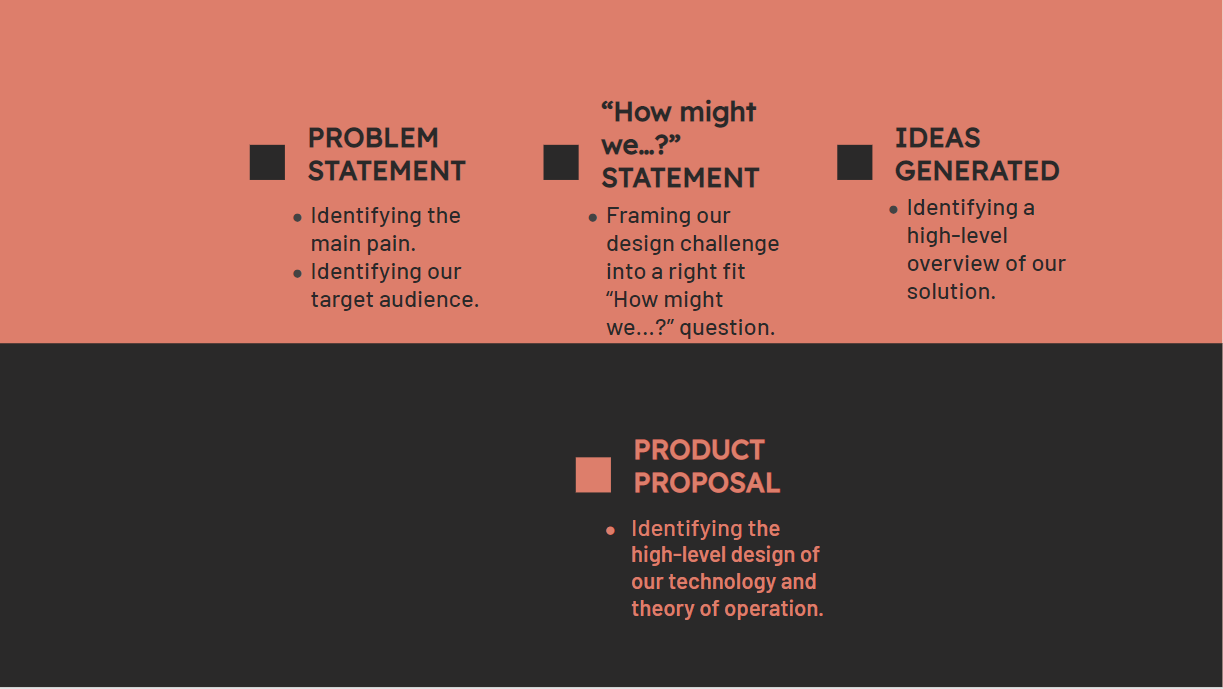 PROBLEM
STATEMENT
• Identifying the
main pain.
• Identifying our
target audience.
“How might
we...?”
STATEMENT
• Framing our
design challenge
into a right fit
“How might
we...?” question.
IDEAS
GENERATED
• Identifying a
high-level
overview of our
solution.
PRODUCT
PROPOSAL
• Identifying the
high-level design of
our technology and
theory of operation.